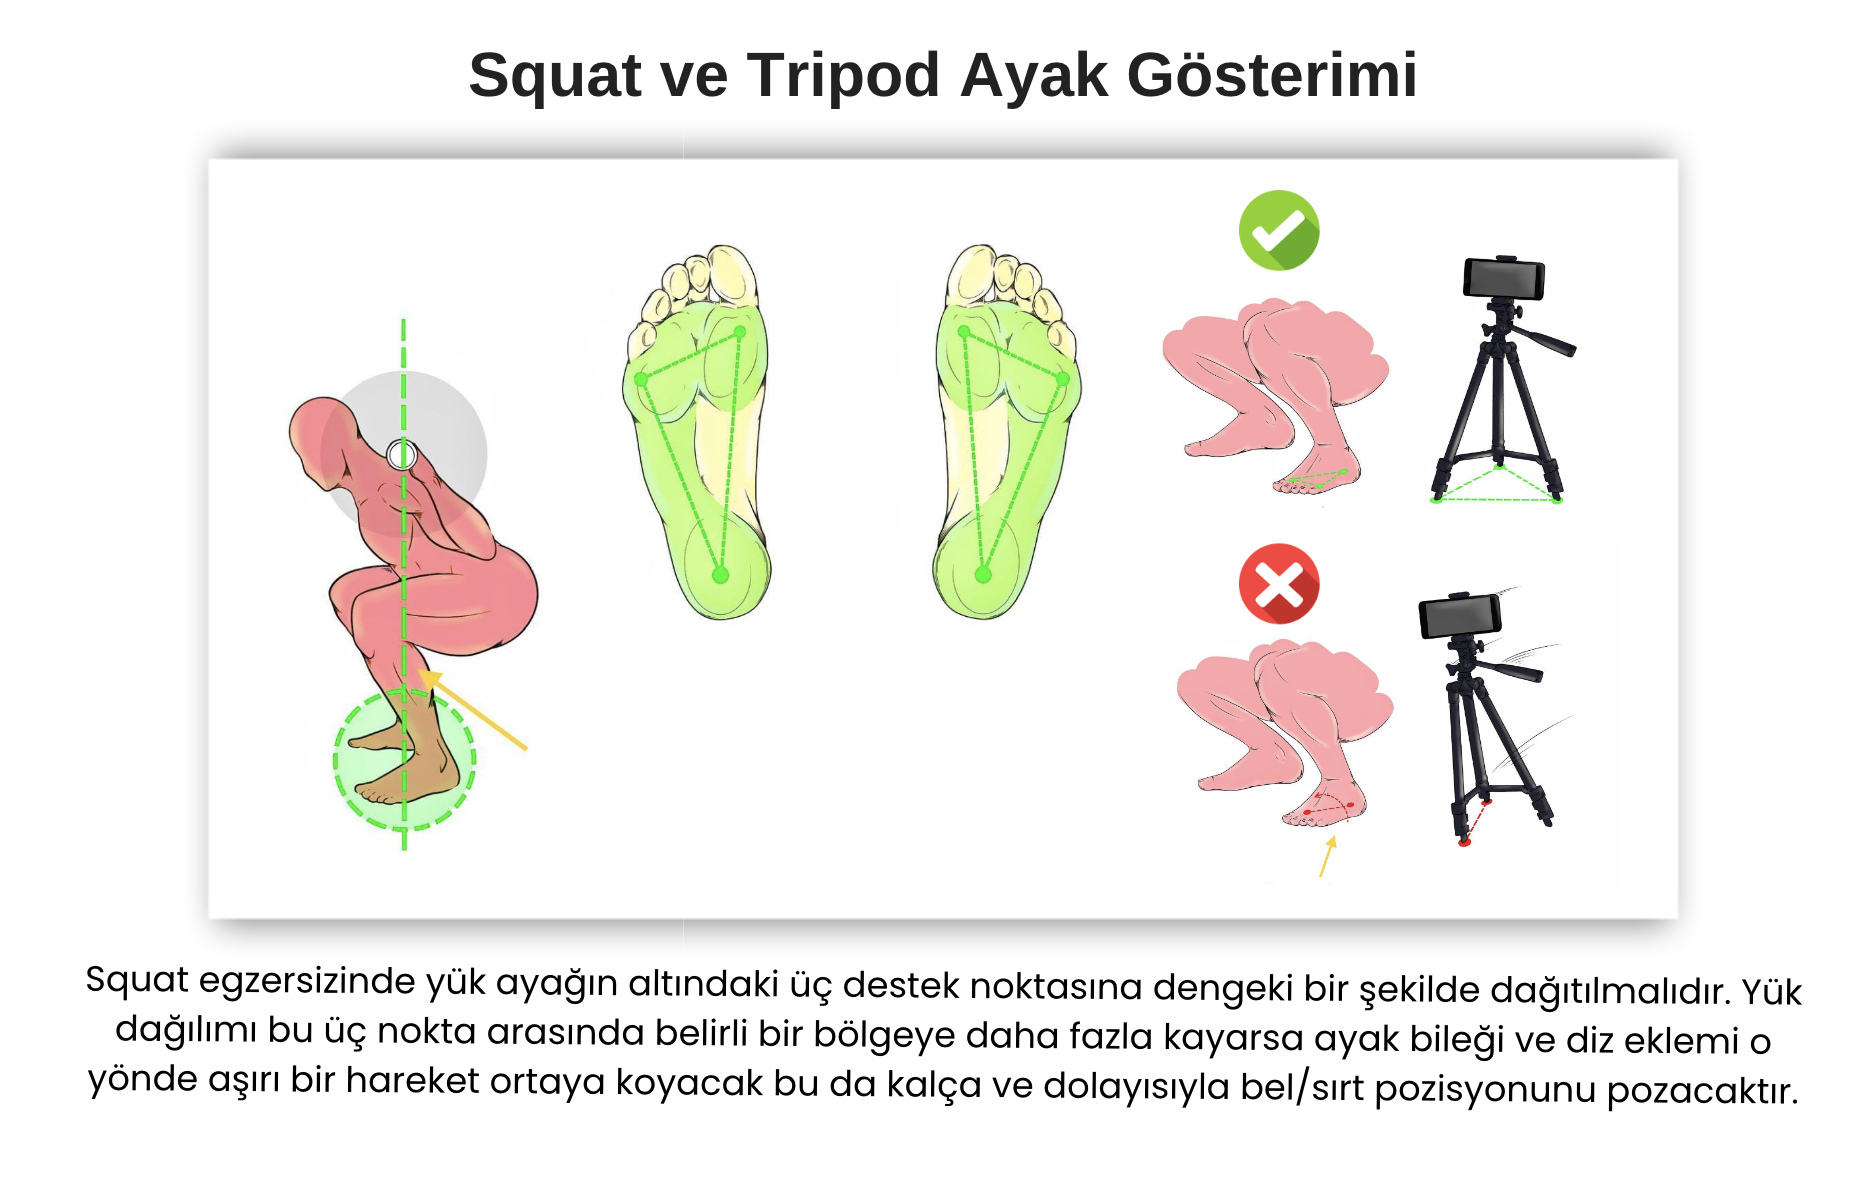 Squat ve Tripod Ayak Gösterimi
Squat egzersizinde yük ayağın altındaki üç destek noktasına dengeki bir şekilde dağıtılmalıdır. Yük
dağılımı bu üç nokta arasında belirli bir bölgeye daha fazla kayarsa ayak bileği ve diz eklemi o
yönde aşırı bir hareket ortaya koyacak bu da kalça ve dolayısıyla bel/sırt pozisyonunu pozacaktır.